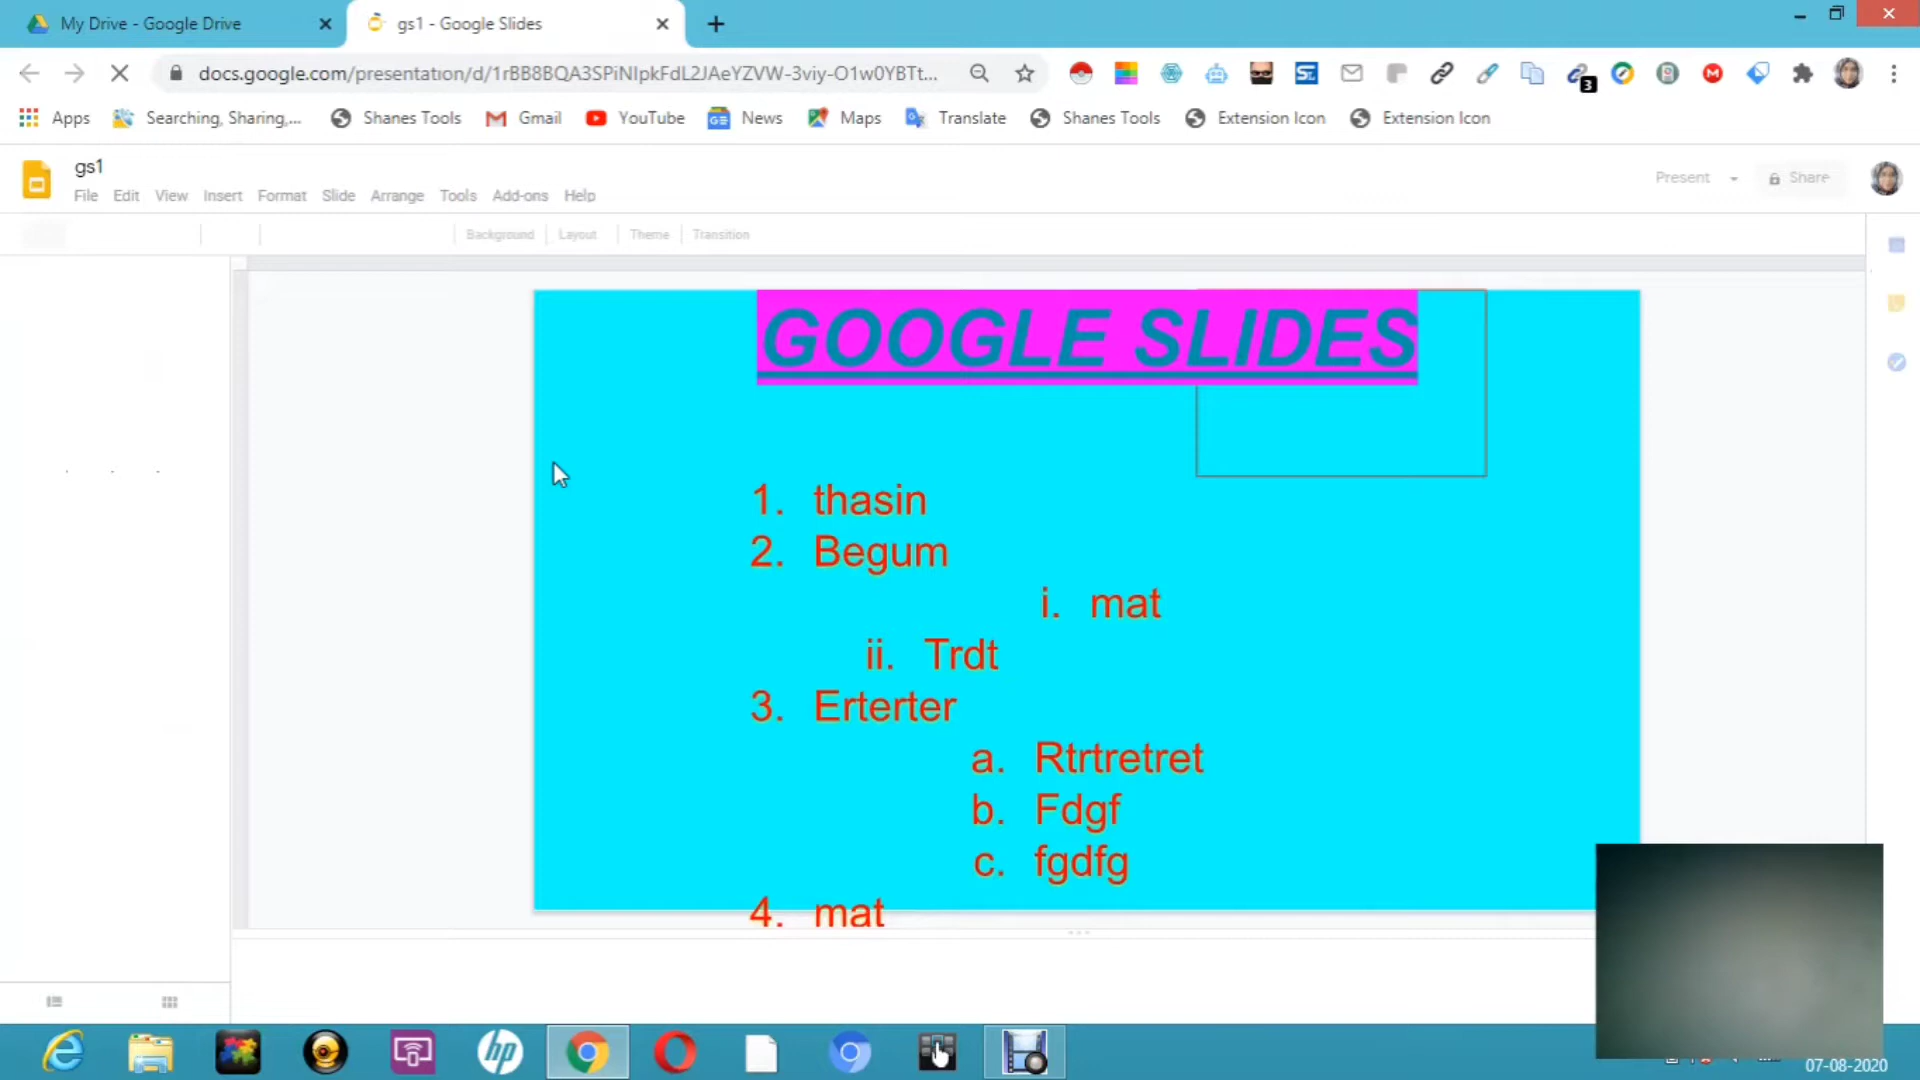 My Drive - Google Drive
gs1 - Google Slides
docs.google.com/presentation/d/1rBB8BQA3SPiNIpkFdL2JAeYZVW-3viy-O1w0YBTt...
3
Apps
Searching, Sharing,...
Shanes Tools
Gmail
YouTube
News
Maps
Translate
Shanes Tools
Extension Icon
Extension Icon
gs1
File Edit View Insert Format Slide Arrange Tools Add-ons Help
Present
Share
Background Layout Theme Transition
GOOGLE SLIDES
1. thasin
2. Begum
i. mat
ii. Trdt
3. Erterter
a. Rtrtretret
b. Fdgf
c. fgdfg
4. mat
07-08-2020